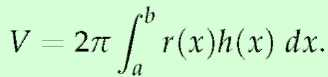 V = 2π ∫_a^b r(x)h(x) dx.